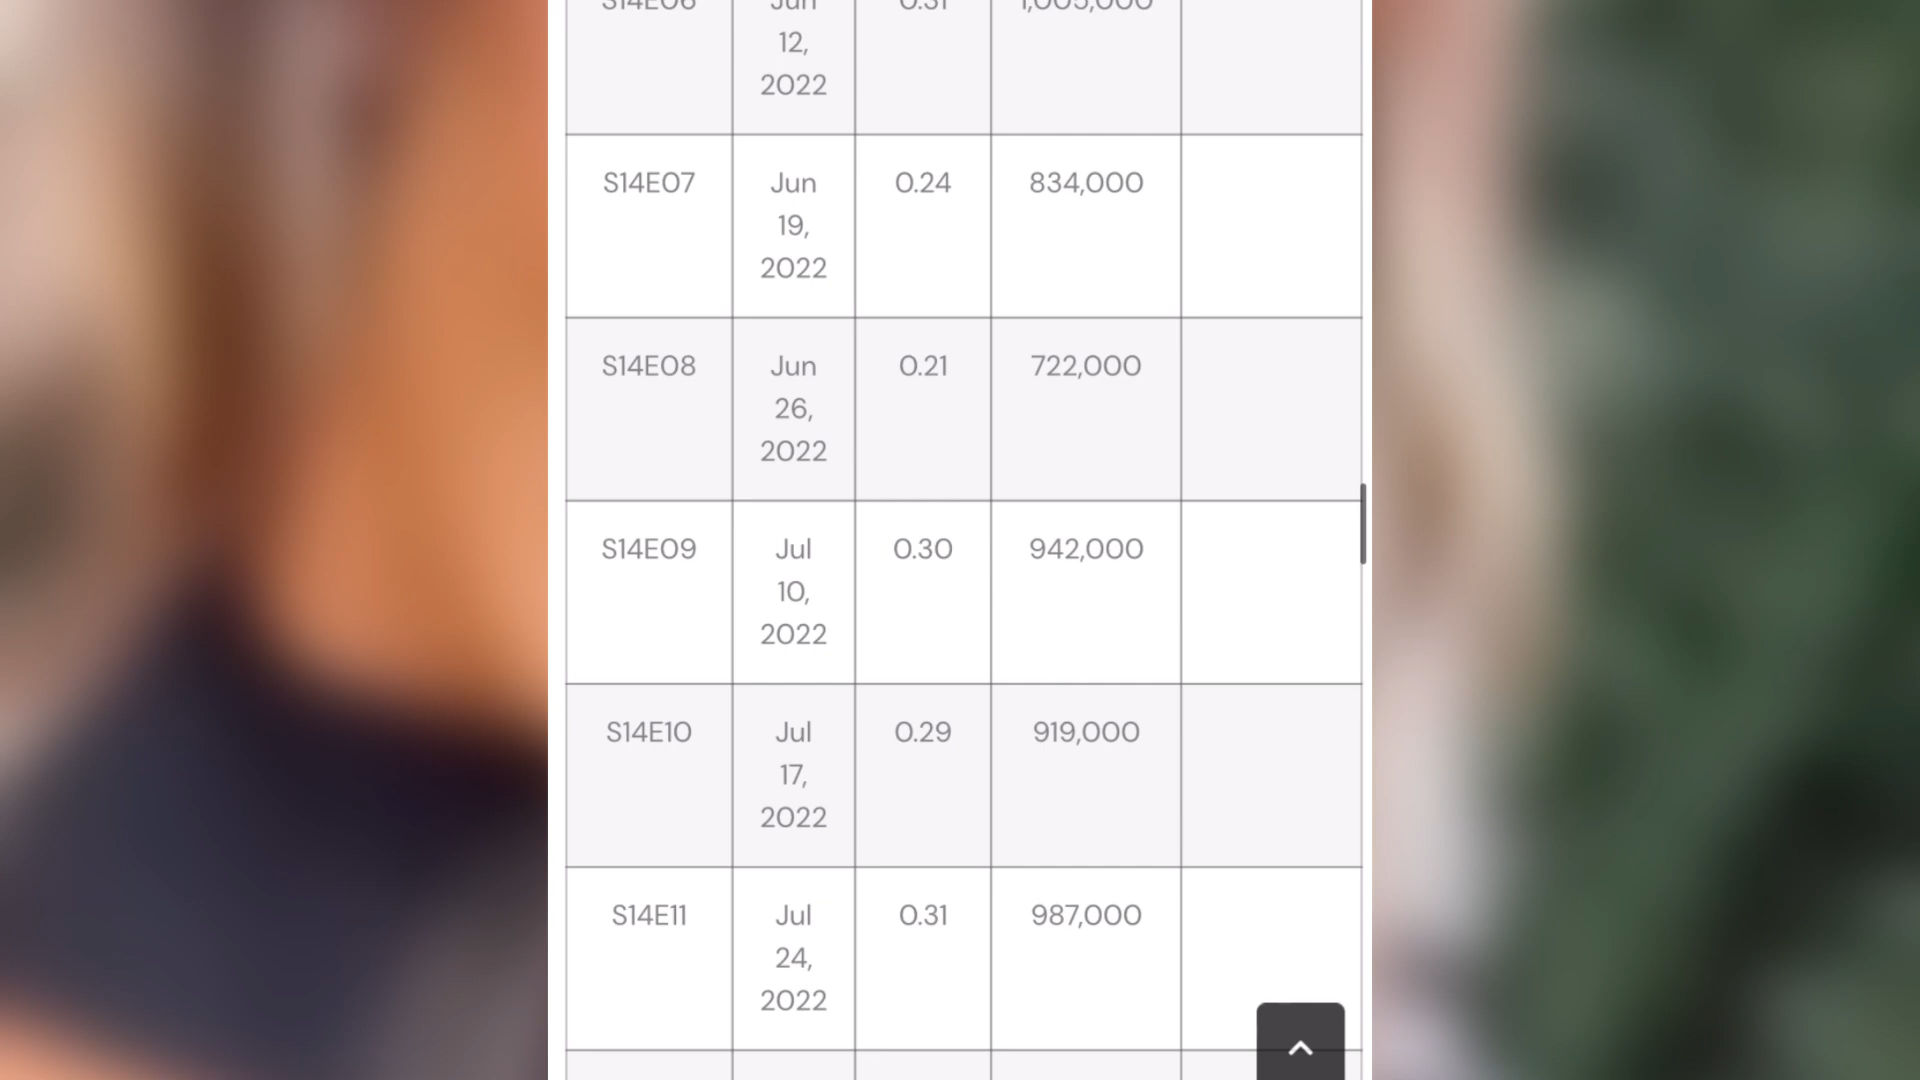 S14E06 Jun 0.31 1,005,000
12,
2022
S14E07 Jun 0.24 834,000
19,
2022
S14E08 Jun 0.21 722,000
26,
2022
S14E09 Jul 0.30 942,000
10,
2022
S14E10 Jul 0.29 919,000
17,
2022
S14E11 Jul 0.31 987,000
24,
2022